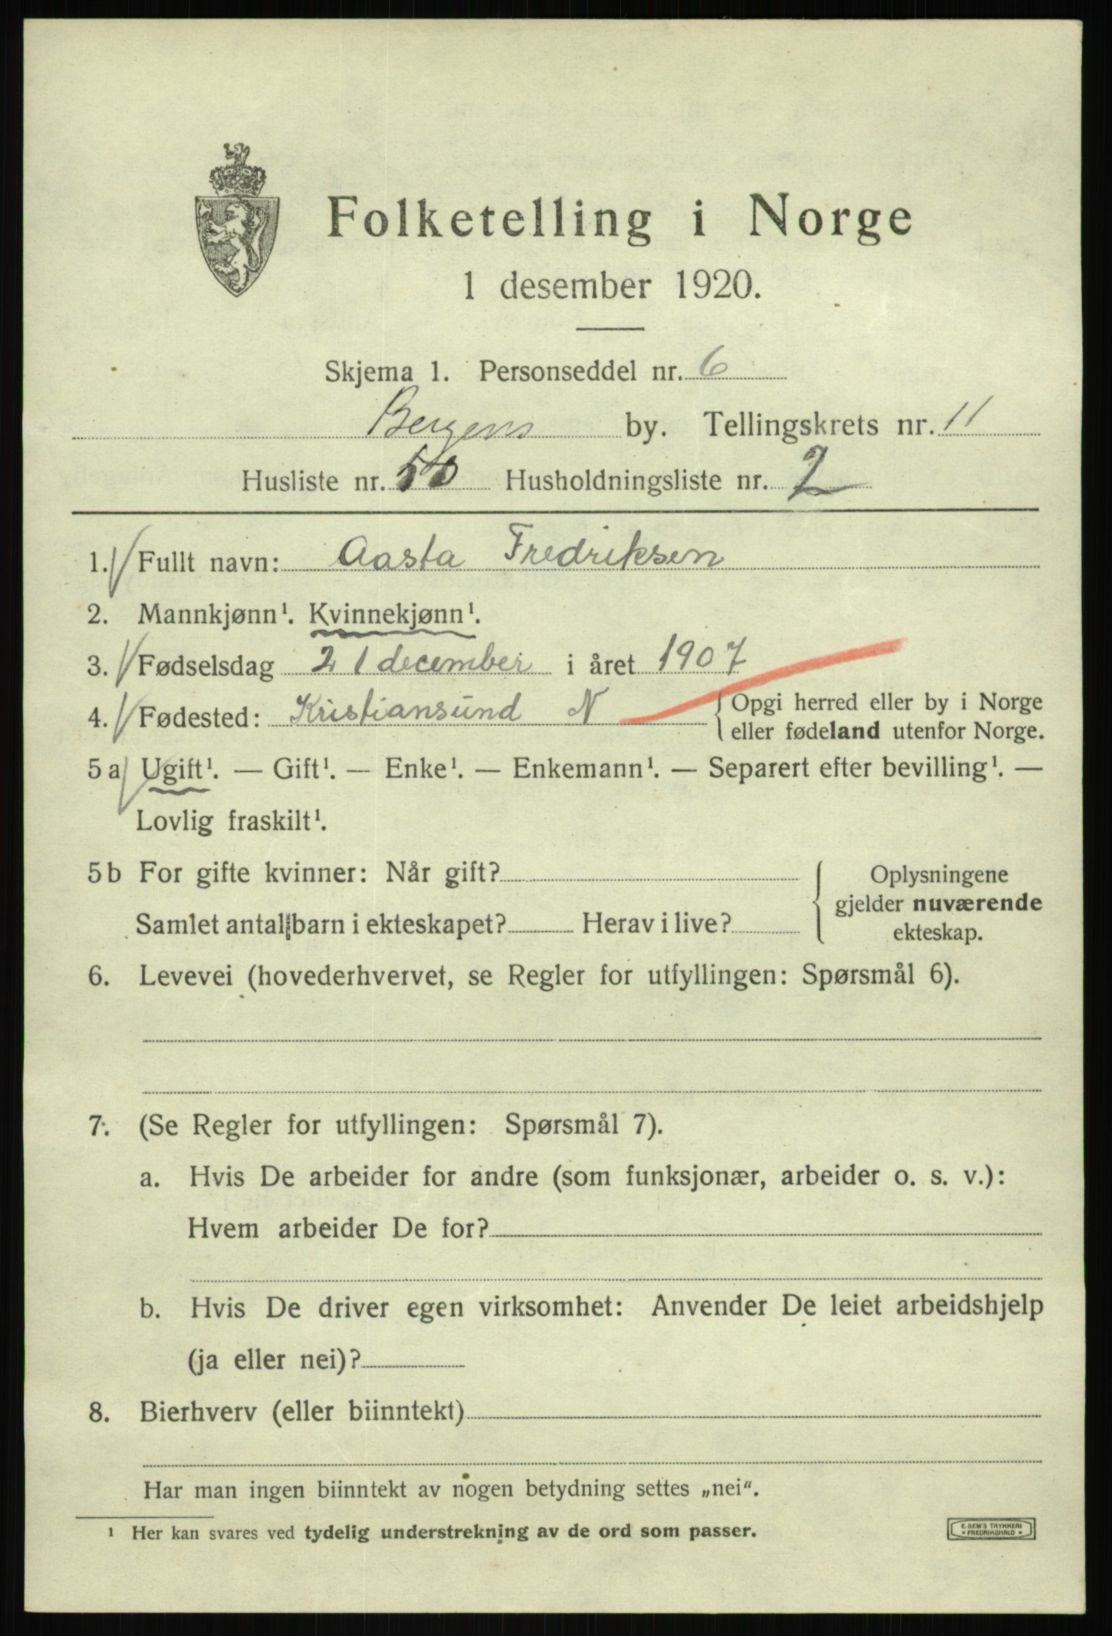 Folketelling i Norge
1 desember 1920.
Skjema 1. Personseddel nr. 6
Bergens by. Tellingskrets nr. 11
Husliste nr. 50 Husholdningsliste nr. 2
1. Fullt navn: Aasta Fredriksen
2. Mannkjønn¹. Kvinnekjønn¹.
3. Fødselsdag 21 december i året 1907
4. Fødested: Kristiansund N { Opgi herred eller by i Norge
eller fødeland utenfor Norge.
5 a Ugift¹. — Gift¹. — Enke¹. — Enkemann¹. — Separert efter bevilling¹. —
Lovlig fraskilt¹.
5 b For gifte kvinner: Når gift?
Samlet antal barn i ekteskapet? Herav i live?
{ Oplysningene
gjelder nuværende
ekteskap.
6. Levevei (hovederhvervet, se Regler for utfyllingen: Spørsmål 6).
7. (Se Regler for utfyllingen: Spørsmål 7).
a. Hvis De arbeider for andre (som funksjonær, arbeider o. s. v.):
Hvem arbeider De for?
b. Hvis De driver egen virksomhet: Anvender De leiet arbeidshjelp
(ja eller nei)?
8. Bierhverv (eller biinntekt)
Har man ingen biinntekt av nogen betydning settes „nei“.
¹ Her kan svares ved tydelig understrekning av de ord som passer.
E. SEM'S TRYKKERI
• FREDRIKSHALD •